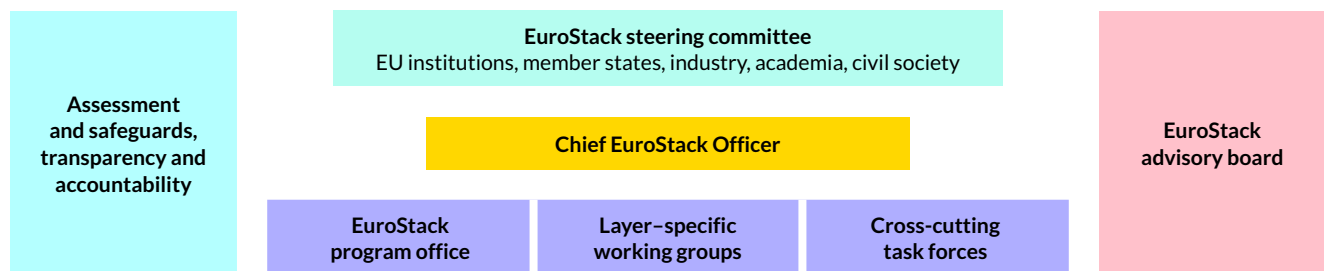 Assessment
and safeguards,
transparency and
accountability
EuroStack steering committee
EU institutions, member states, industry, academia, civil society
Chief EuroStack Officer
EuroStack
program office
Layer–specific
working groups
Cross-cutting
task forces
EuroStack
advisory board